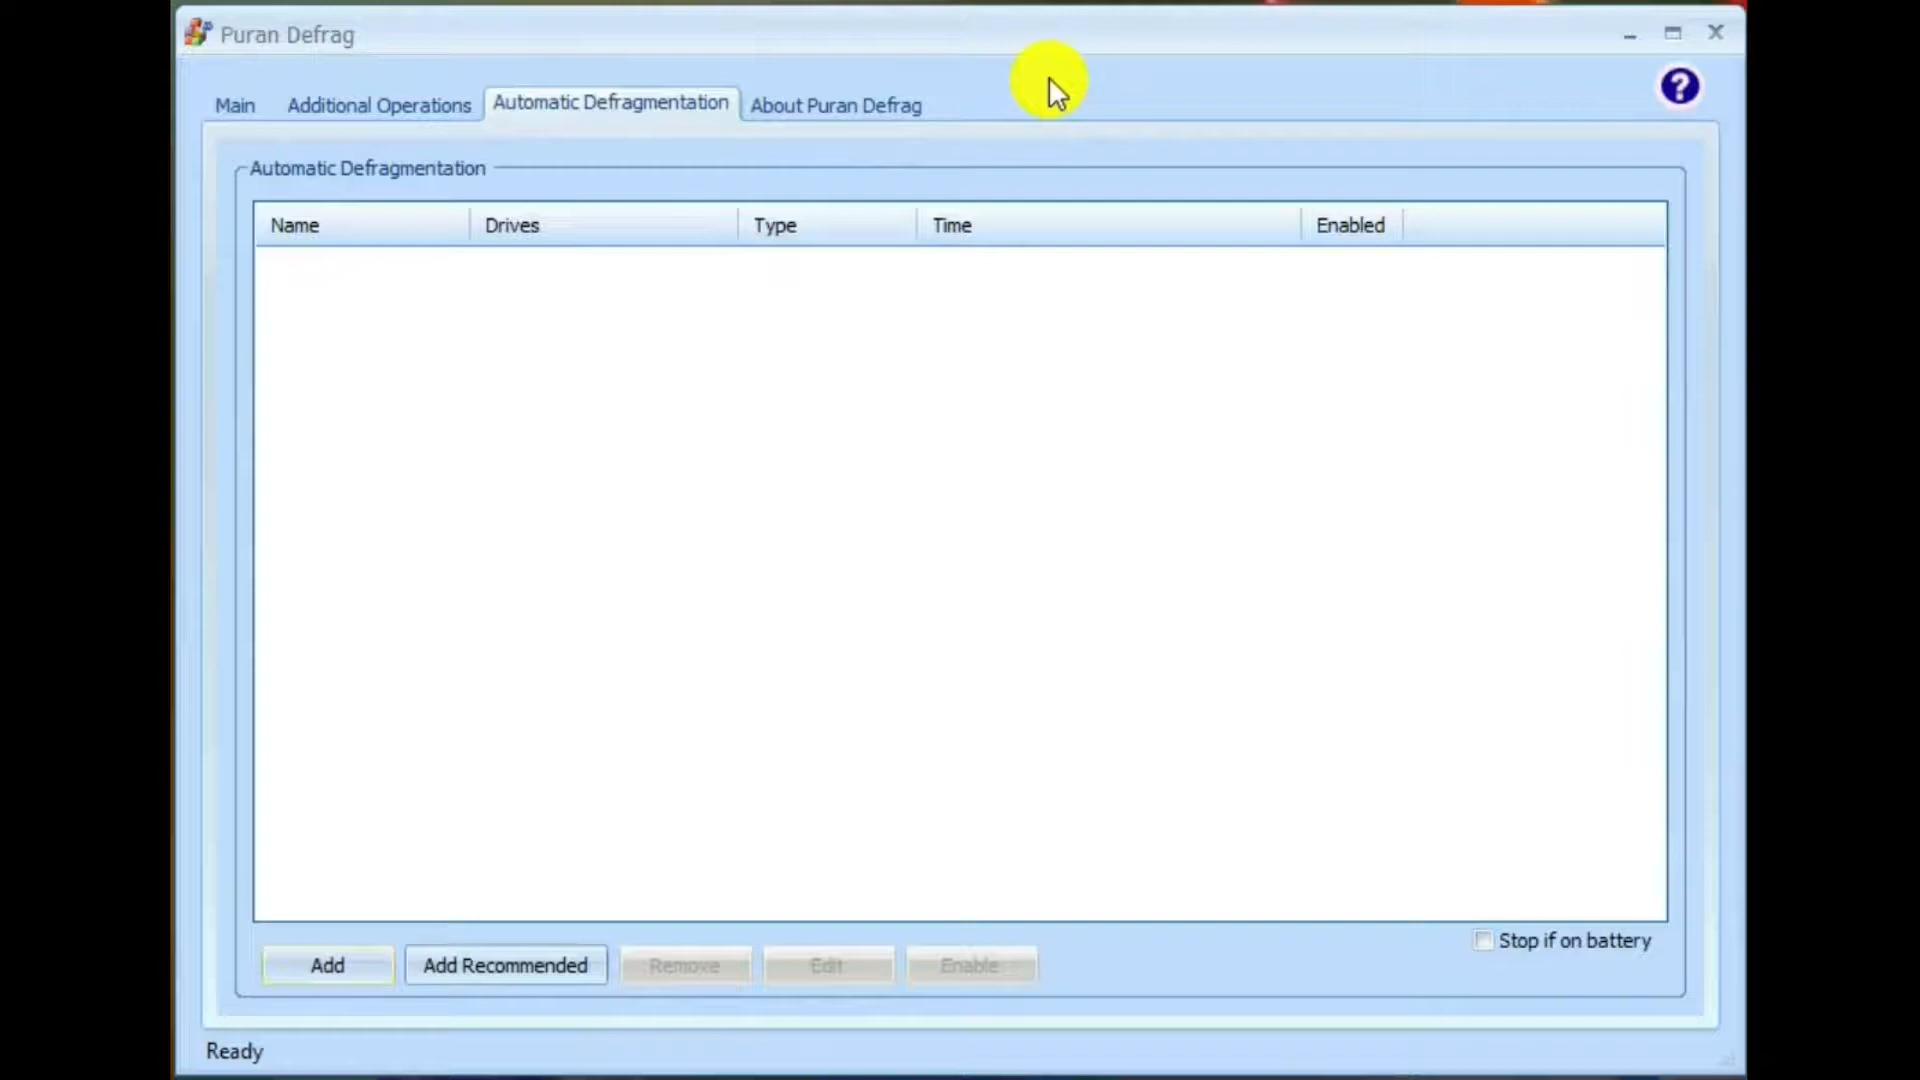 Puran Defrag
Main Additional Operations Automatic Defragmentation About Puran Defrag
?
Automatic Defragmentation
Name Drives Type Time Enabled
Stop if on battery
Add Add Recommended Remove Edit Enable
Ready